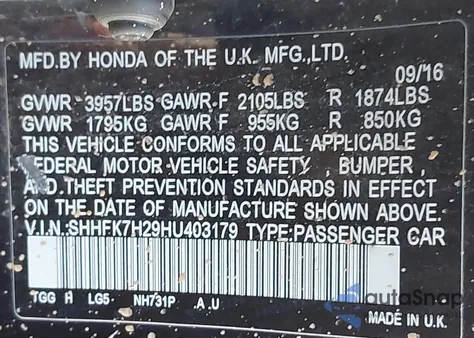 MFD.BY HONDA OF THE U.K. MFG.,LTD.
09/16
GVWR 3957LBS GAWR F 2105LBS R 1874LBS
GVWR 1795KG GAWR F 955KG R 850KG
THIS VEHICLE CONFORMS TO ALL APPLICABLE
FEDERAL MOTOR VEHICLE SAFETY , BUMPER ,
AND THEFT PREVENTION STANDARDS IN EFFECT
ON THE DATE OF MANUFACTURE SHOWN ABOVE.
V.I.N.:SHHFK7H29HU403179 TYPE:PASSENGER CAR
TGG H LG5 NH731P A U
autoSnap
MADE IN U.K.